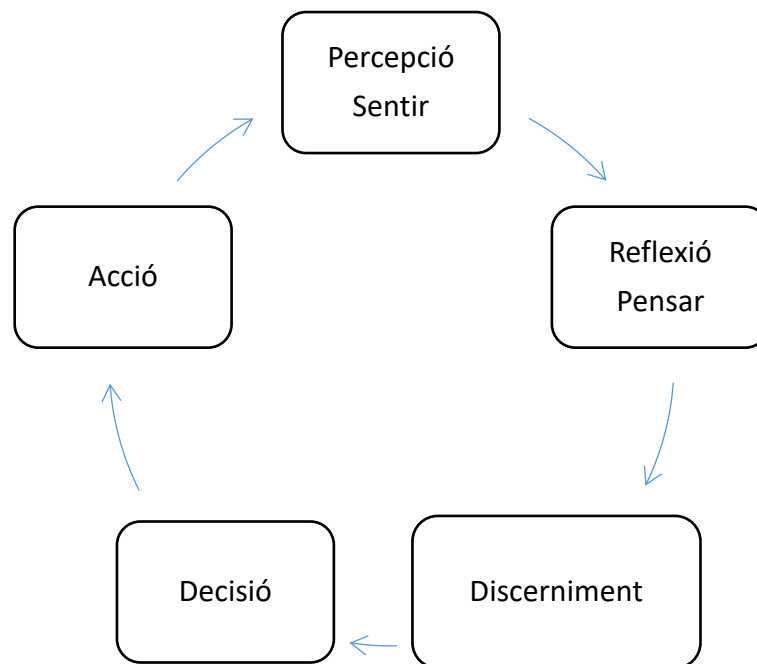 Percepció
Sentir
Reflexió
Pensar
Discerniment
Decisió
Acció